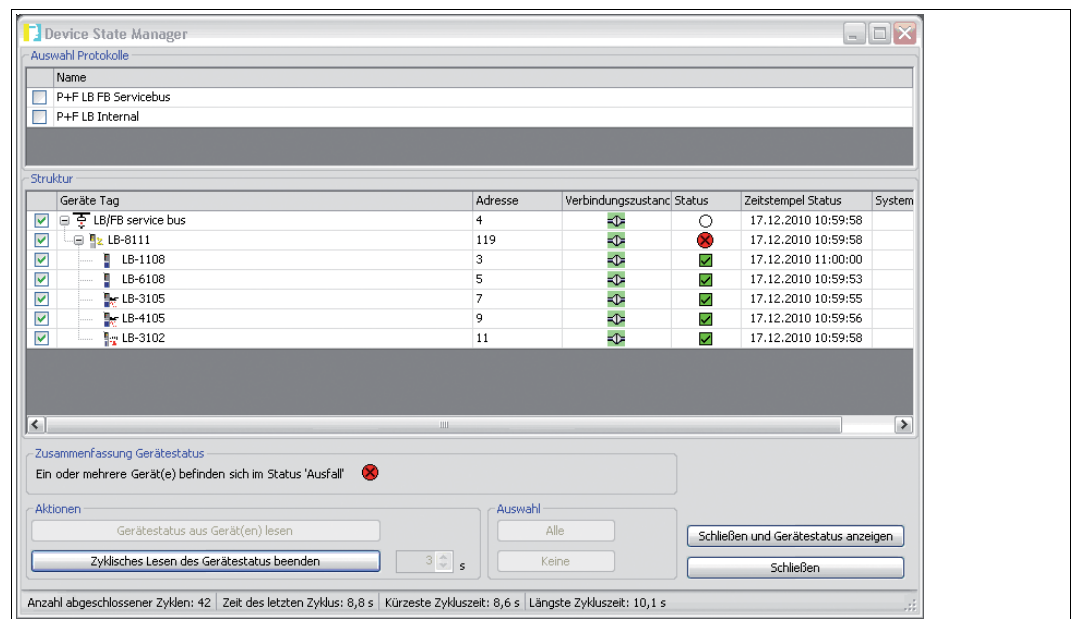 Device State Manager
Auswahl Protokolle
Name
P+F LB FB Servicebus
P+F LB Internal
Struktur
Geräte Tag Adresse Verbindungszustanc Status Zeitstempel Status System
LB/FB service bus 4 17.12.2010 10:59:58
LB-8111 119 17.12.2010 10:59:58
LB-1108 3 17.12.2010 11:00:00
LB-6108 5 17.12.2010 10:59:53
LB-3105 7 17.12.2010 10:59:55
LB-4105 9 17.12.2010 10:59:56
LB-3102 11 17.12.2010 10:59:58
Zusammenfassung Gerätestatus
Ein oder mehrere Gerät(e) befinden sich im Status 'Ausfall'
Aktionen Auswahl
Gerätestatus aus Gerät(en) lesen Alle Schließen und Gerätestatus anzeigen
Zyklisches Lesen des Gerätestatus beenden 3 s Keine Schließen
Anzahl abgeschlossener Zyklen: 42 Zeit des letzten Zyklus: 8,8 s Kürzeste Zykluszeit: 8,6 s Längste Zykluszeit: 10,1 s